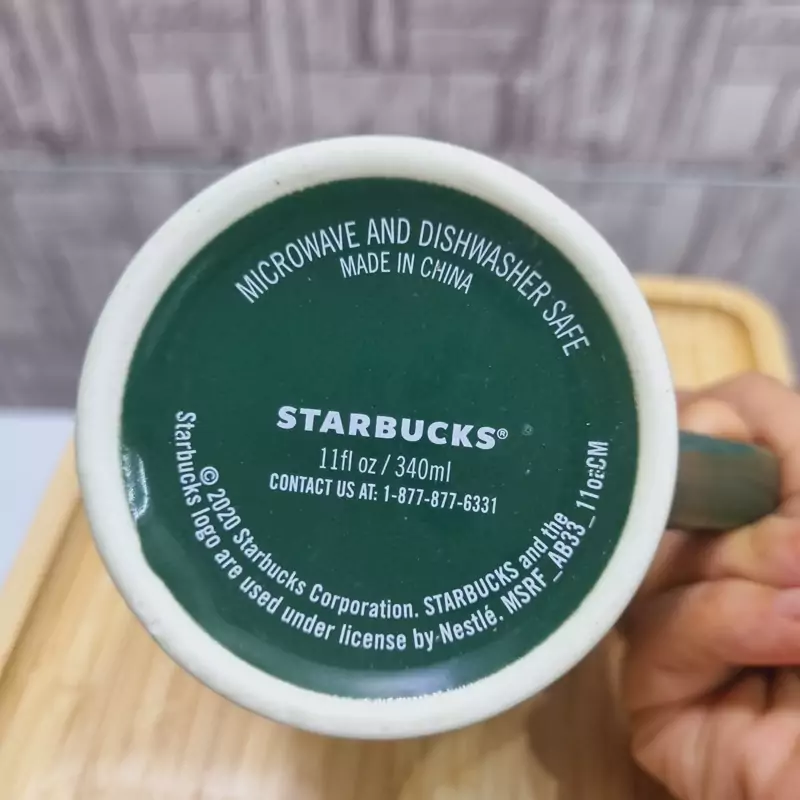 MICROWAVE AND DISHWASHER SAFE
MADE IN CHINA
STARBUCKS®
11fl oz / 340ml
CONTACT US AT: 1-877-877-6331
© 2020 Starbucks Corporation. STARBUCKS and the
Starbucks logo are used under license by Nestlé. MSRF_AB33_11ozCM